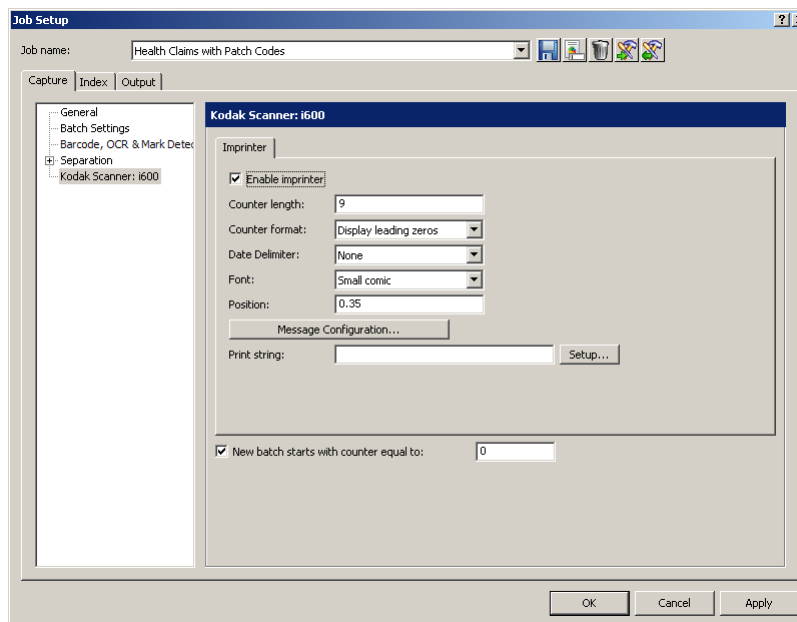 Job Setup
?
Job name:
Health Claims with Patch Codes
Capture
Index
Output
General
Batch Settings
Barcode, OCR & Mark Detec
Separation
Kodak Scanner: i600
Kodak Scanner: i600
Imprinter
Enable imprinter
Counter length:
9
Counter format:
Display leading zeros
Date Delimiter:
None
Font:
Small comic
Position:
0.35
Message Configuration...
Print string:
Setup...
New batch starts with counter equal to:
0
OK
Cancel
Apply